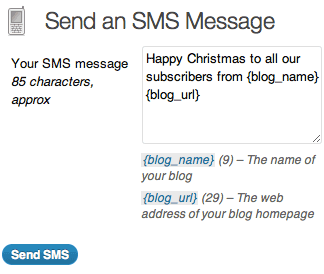 Send an SMS Message
Your SMS message
85 characters,
approx
Happy Christmas to all our
subscribers from {blog_name}
{blog_url}
{blog_name} (9) – The name of
your blog
{blog_url} (29) – The web
address of your blog homepage
Send SMS